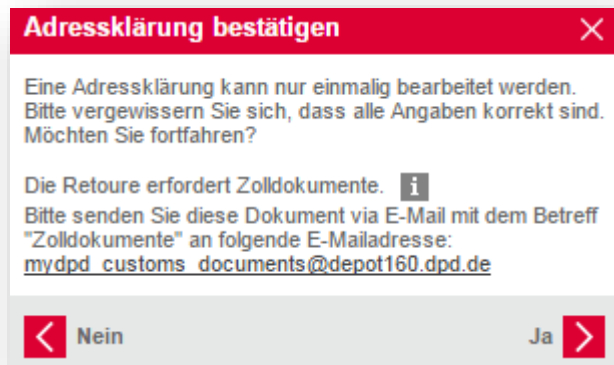 Adressklärung bestätigen
Eine Adressklärung kann nur einmalig bearbeitet werden.
Bitte vergewissern Sie sich, dass alle Angaben korrekt sind.
Möchten Sie fortfahren?
Die Retoure erfordert Zolldokumente. i
Bitte senden Sie diese Dokument via E-Mail mit dem Betreff
"Zolldokumente" an folgende E-Mailadresse:
mydpd_customs_documents@depot160.dpd.de
Nein
Ja